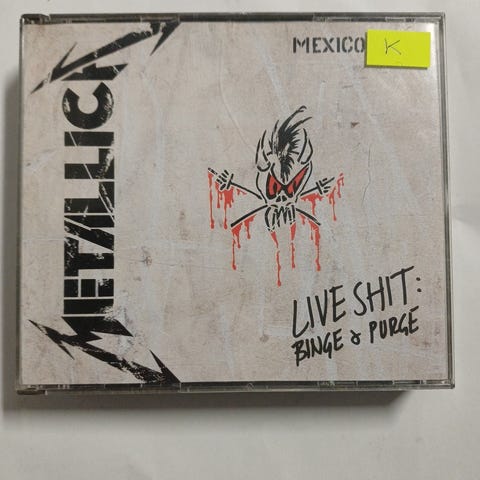 METALLICA
MEXICO
K
LIVE SHIT:
BINGE & PURGE